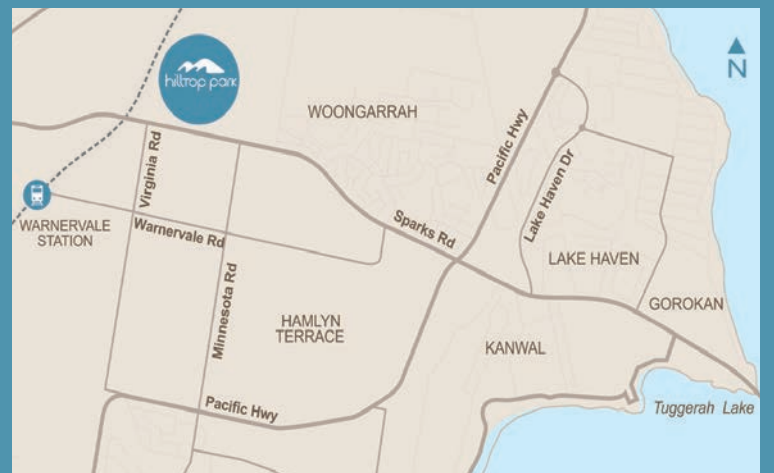 hilltop park
N
WOONGARRAH
Pacific Hwy
Virginia Rd
Lake Haven Dr
WARNERVALE
STATION
Warnervale Rd
Sparks Rd
LAKE HAVEN
Minnesota Rd
GOROKAN
HAMLYN
TERRACE
KANWAL
Pacific Hwy
Tuggerah Lake